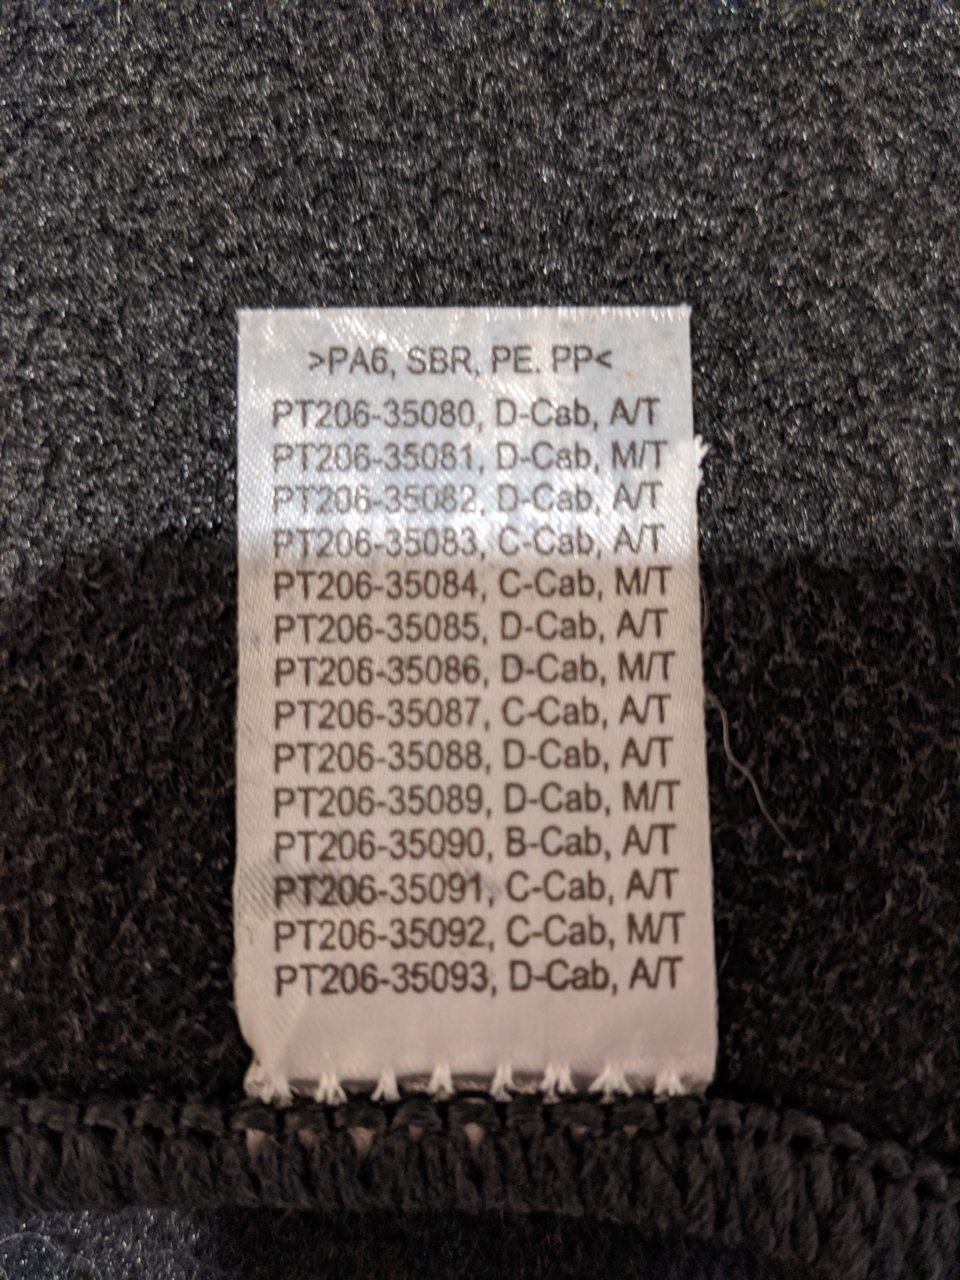 >PA6, SBR, PE. PP<
PT206-35080, D-Cab, A/T
PT206-35081, D-Cab, M/T
PT206-35082, D-Cab, A/T
PT206-35083, C-Cab, A/T
PT206-35084, C-Cab, M/T
PT206-35085, D-Cab, A/T
PT206-35086, D-Cab, M/T
PT206-35087, C-Cab, A/T
PT206-35088, D-Cab, A/T
PT206-35089, D-Cab, M/T
PT206-35090, B-Cab, A/T
PT206-35091, C-Cab, A/T
PT206-35092, C-Cab, M/T
PT206-35093, D-Cab, A/T